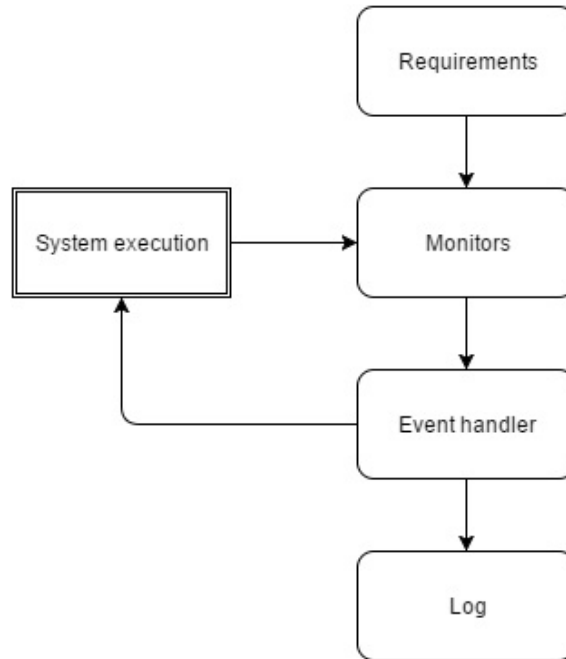 Requirements
System execution
Monitors
Event handler
Log